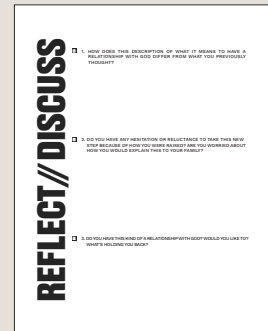 REFLECT// DISCUSS
1. HOW DOES THIS DESCRIPTION OF WHAT IT MEANS TO HAVE A
RELATIONSHIP WITH GOD DIFFER FROM WHAT YOU PREVIOUSLY
THOUGHT?
2. DO YOU HAVE ANY HESITATION OR RELUCTANCE TO TAKE THIS NEW
STEP BECAUSE OF HOW YOU WERE RAISED? ARE YOU WORRIED ABOUT
HOW YOU WOULD EXPLAIN THIS TO YOUR FAMILY?
3. DO YOU HAVE THIS KIND OF A RELATIONSHIP WITH GOD? WOULD YOU LIKE TO?
WHAT'S HOLDING YOU BACK?